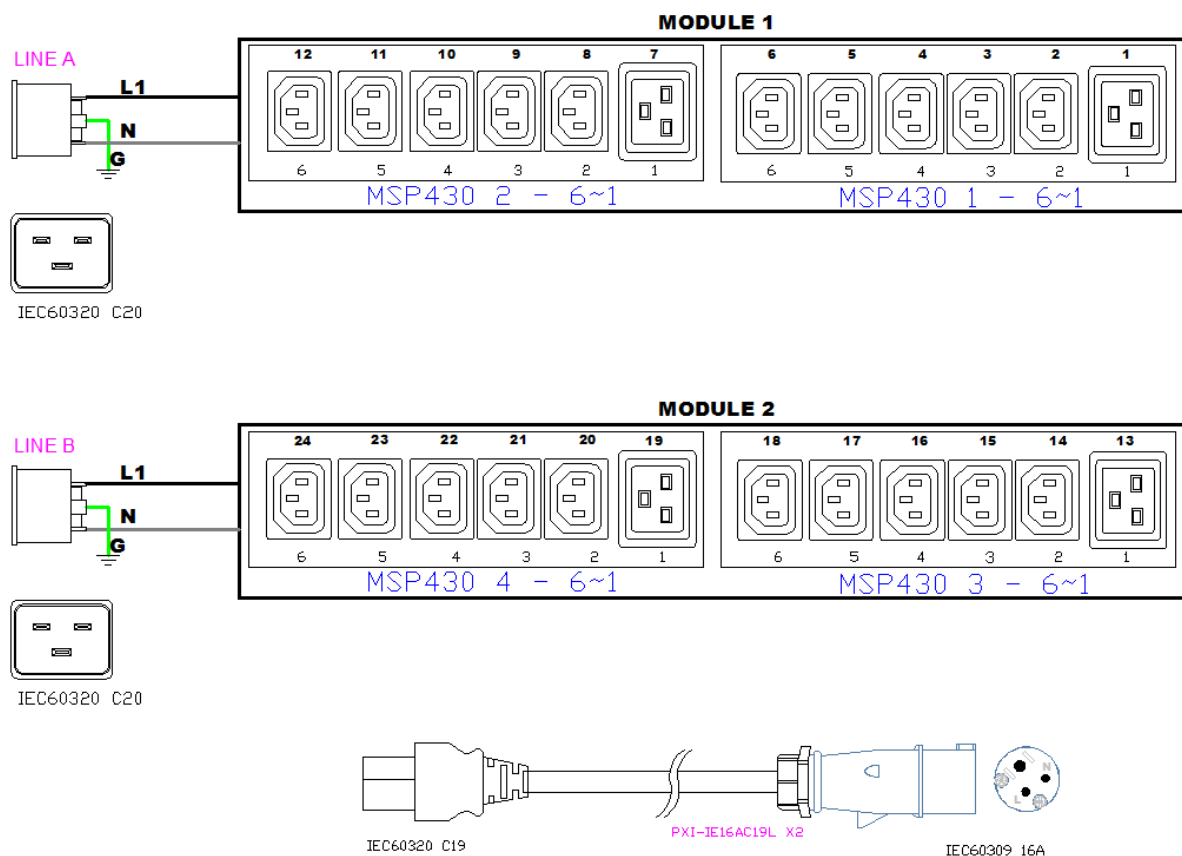 MODULE 1
LINE A
12 11 10 9 8 7 6 5 4 3 2 1
L1
N
G
6 5 4 3 2 1 6 5 4 3 2 1
MSP430 2 - 6~1 MSP430 1 - 6~1
IEC60320 C20
MODULE 2
LINE B
24 23 22 21 20 19 18 17 16 15 14 13
L1
N
G
6 5 4 3 2 1 6 5 4 3 2 1
MSP430 4 - 6~1 MSP430 3 - 6~1
IEC60320 C20
N
L
PXI-IE16AC19L X2
IEC60320 C19
IEC60309 16A